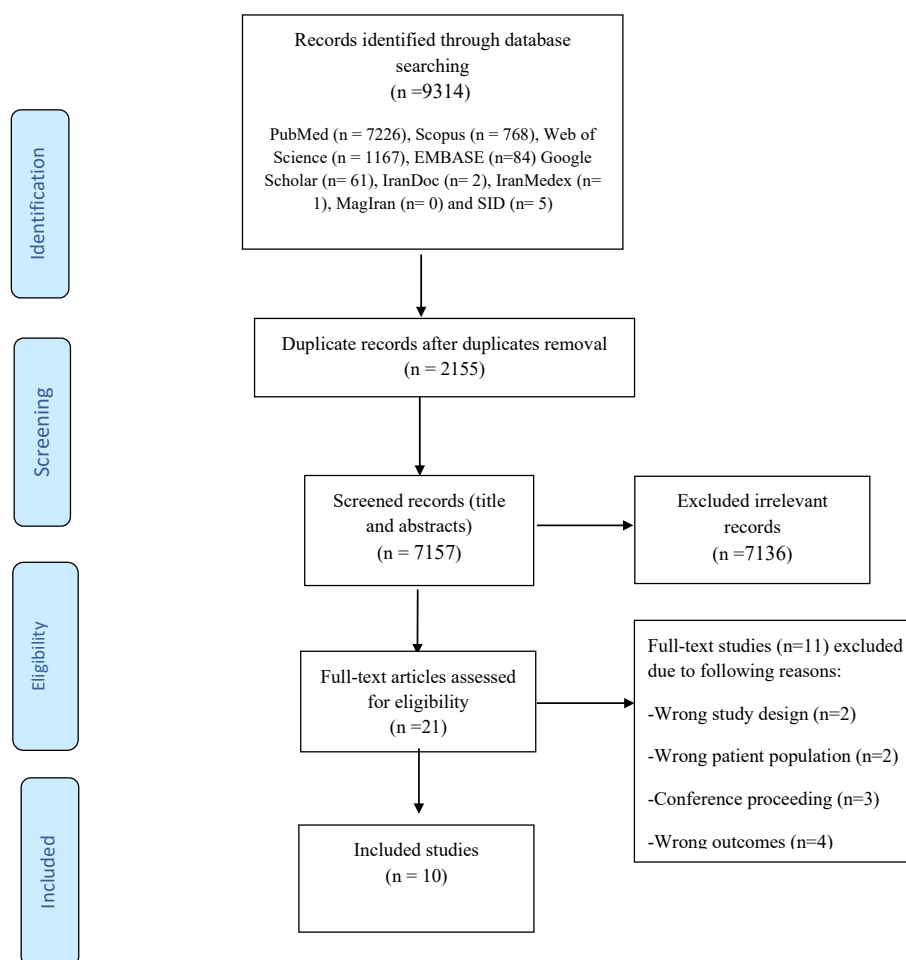 Records identified through database
searching
(n =9314)
PubMed (n = 7226), Scopus = 768), Web of
Science (n = 1167), EMBASE (n=84) Google
Scholar (n= 61), IranDoc (n= 2), IranMedex (n=
1), MagIran (n= 0) and SID (n= 5)
Identification
Duplicate records after duplicates removal
(n = 2155)
Screening
Screened records (title
and abstracts)
(n = 7157)
Excluded irrelevant
records
(n =7136)
Eligibility
Full-text articles assessed
for eligibility
(n =21)
Full-text studies (n=11) excluded
due to following reasons:
-Wrong study design (n=2)
-Wrong patient population (n=2)
-Conference proceeding (n=3)
-Wrong outcomes (n=4)
Included
Included studies
(n = 10)